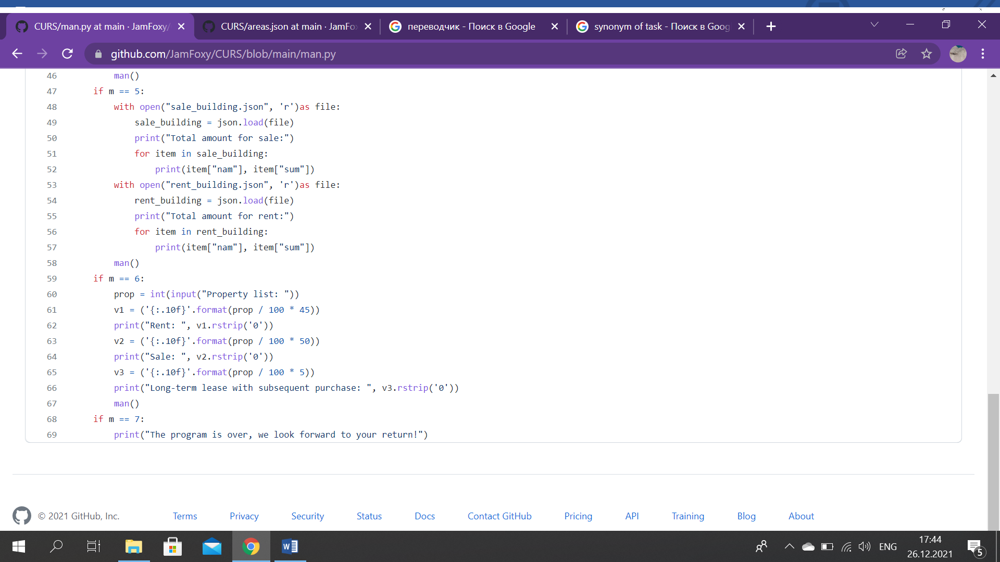 CURS/man.py at main · JamFoxy/
CURS/areas.json at main · JamFo
переводчик - Поиск в Google
synonym of task - Поиск в Goog
github.com/JamFoxy/CURS/blob/main/man.py
46 man()
47 if m == 5:
48 with open("sale_building.json", 'r')as file:
49 sale_building = json.load(file)
50 print("Total amount for sale:")
51 for item in sale_building:
52 print(item["nam"], item["sum"])
53 with open("rent_building.json", 'r')as file:
54 rent_building = json.load(file)
55 print("Total amount for rent:")
56 for item in rent_building:
57 print(item["nam"], item["sum"])
58 man()
59 if m == 6:
60 prop = int(input("Property list: "))
61 v1 = ('{:.10f}'.format(prop / 100 * 45))
62 print("Rent: ", v1.rstrip('0'))
63 v2 = ('{:.10f}'.format(prop / 100 * 50))
64 print("Sale: ", v2.rstrip('0'))
65 v3 = ('{:.10f}'.format(prop / 100 * 5))
66 print("Long-term lease with subsequent purchase: ", v3.rstrip('0'))
67 man()
68 if m == 7:
69 print("The program is over, we look forward to your return!")
© 2021 GitHub, Inc. Terms Privacy Security Status Docs Contact GitHub Pricing API Training Blog About
W
ENG
17:44
26.12.2021
5